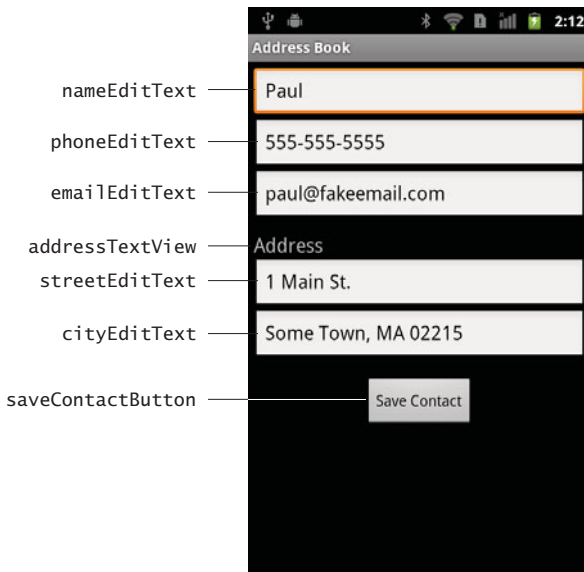 2:12
Address Book
nameEditText
Paul
phoneEditText
555-555-5555
emailEditText
paul@fakeemail.com
addressTextView
Address
streetEditText
1 Main St.
cityEditText
Some Town, MA 02215
saveContactButton
Save Contact